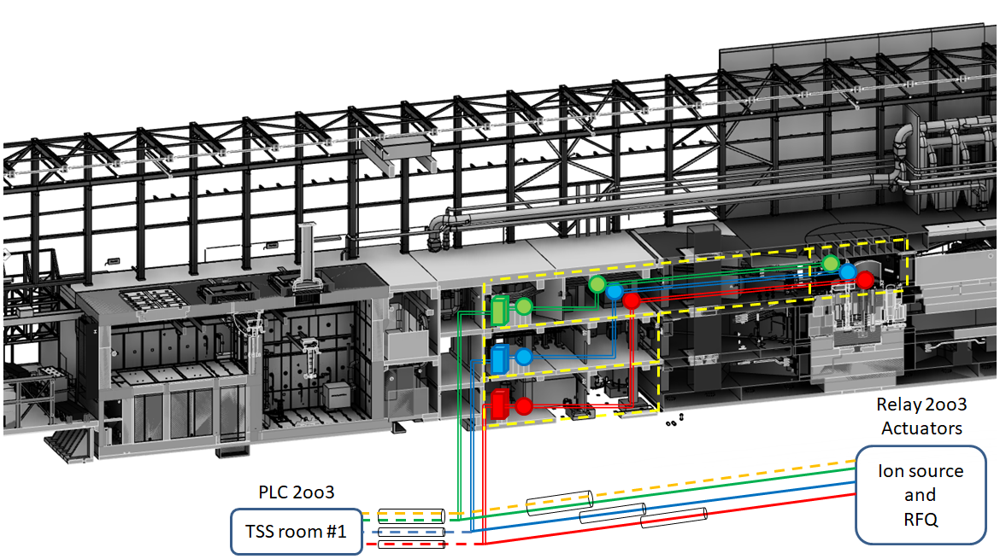 Relay 2oo3
Actuators
Ion source
and
RFQ
PLC 2oo3
TSS room #1